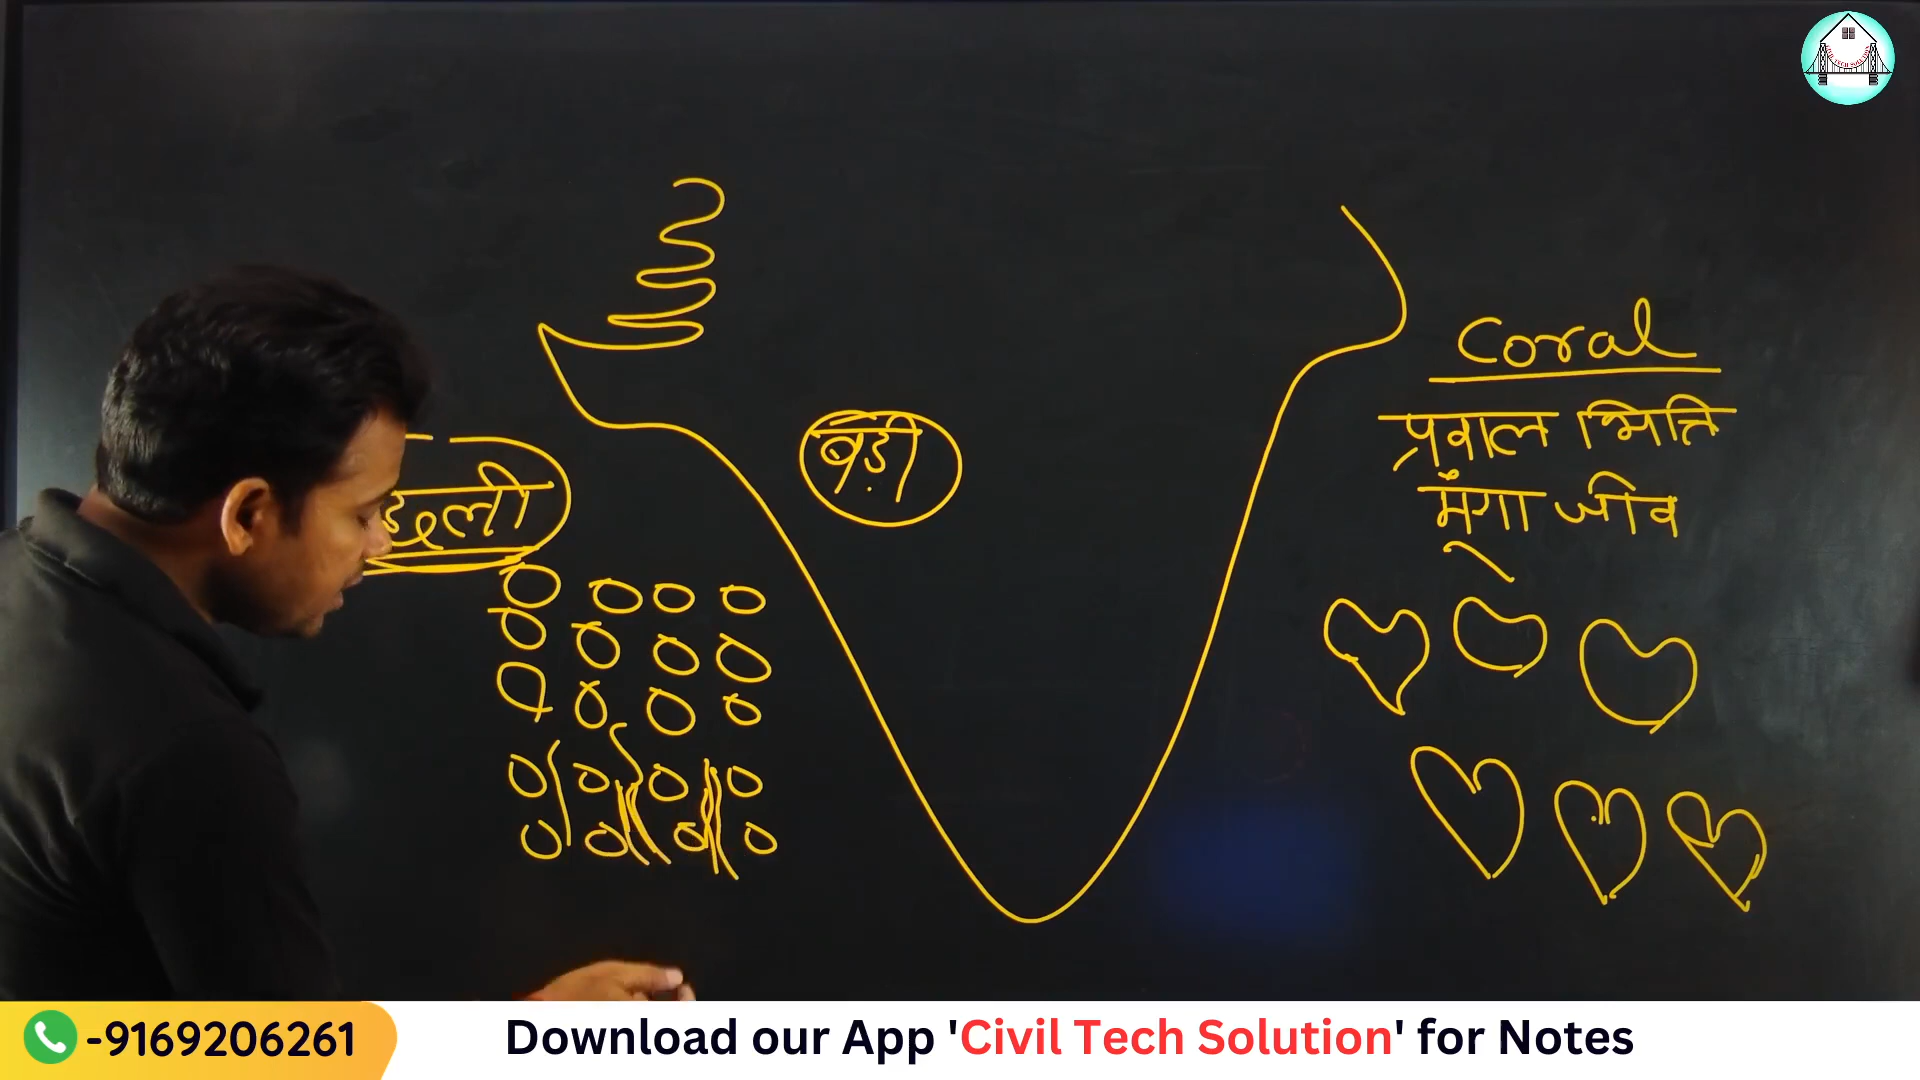 बड़ी
Coral
प्रवाल भित्ति
मूंगा जीव
-9169206261
Download our App 'Civil Tech Solution' for Notes